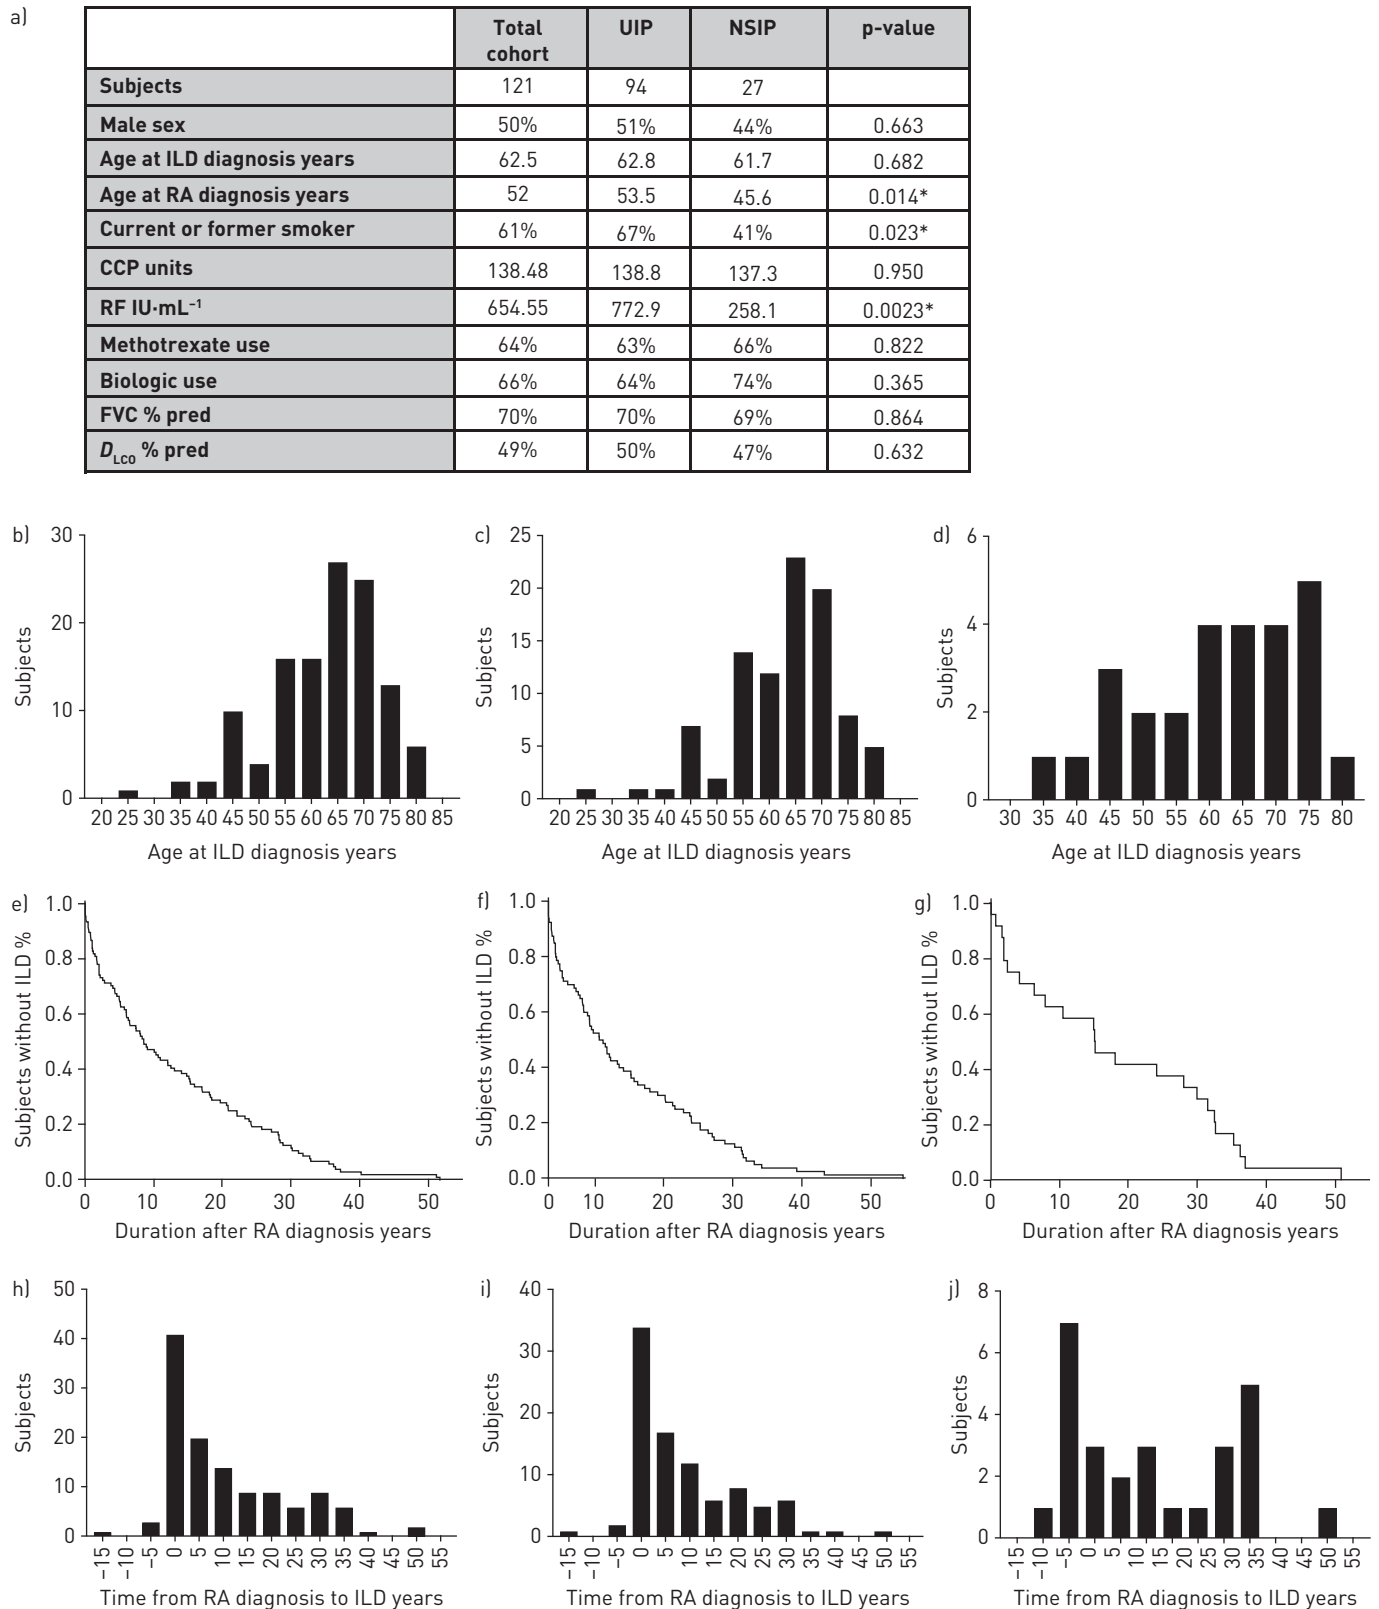 a)
Total cohort UIP NSIP p-value
Subjects 121 94 27
Male sex 50% 51% 44% 0.663
Age at ILD diagnosis years 62.5 62.8 61.7 0.682
Age at RA diagnosis years 52 53.5 45.6 0.014*
Current or former smoker 61% 67% 41% 0.023*
CCP units 138.48 138.8 137.3 0.950
RF IU·mL⁻¹ 654.55 772.9 258.1 0.0023*
Methotrexate use 64% 63% 66% 0.822
Biologic use 66% 64% 74% 0.365
FVC % pred 70% 70% 69% 0.864
DLCO % pred 49% 50% 47% 0.632
b)
30
20
10
0
Subjects
20 25 30 35 40 45 50 55 60 65 70 75 80 85
Age at ILD diagnosis years
c)
25
20
15
10
5
0
Subjects
20 25 30 35 40 45 50 55 60 65 70 75 80 85
Age at ILD diagnosis years
d)
6
4
2
0
Subjects
30 35 40 45 50 55 60 65 70 75 80
Age at ILD diagnosis years
e)
1.0
0.8
0.6
0.4
0.2
0.0
Subjects without ILD %
0 10 20 30 40 50
Duration after RA diagnosis years
f)
1.0
0.8
0.6
0.4
0.2
0.0
Subjects without ILD %
0 10 20 30 40 50
Duration after RA diagnosis years
g)
1.0
0.8
0.6
0.4
0.2
0.0
Subjects without ILD %
0 10 20 30 40 50
Duration after RA diagnosis years
h)
50
40
30
20
10
0
Subjects
–15 –10 –5 0 5 10 15 20 25 30 35 40 45 50 55
Time from RA diagnosis to ILD years
i)
40
30
20
10
0
Subjects
–15 –10 –5 0 5 10 15 20 25 30 35 40 45 50 55
Time from RA diagnosis to ILD years
j)
8
6
4
2
0
Subjects
–15 –10 –5 0 5 10 15 20 25 30 35 40 45 50 55
Time from RA diagnosis to ILD years